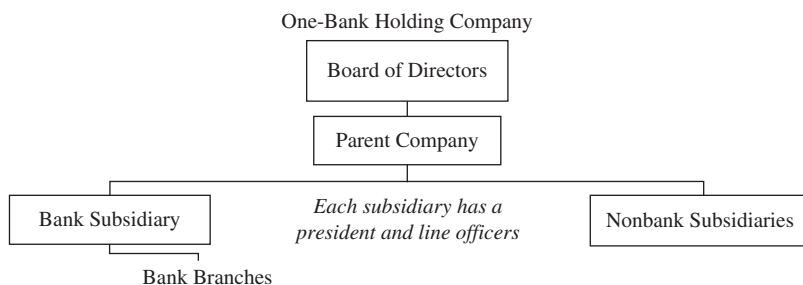 One-Bank Holding Company
Board of Directors
Parent Company
Bank Subsidiary
Each subsidiary has a
president and line officers
Nonbank Subsidiaries
Bank Branches